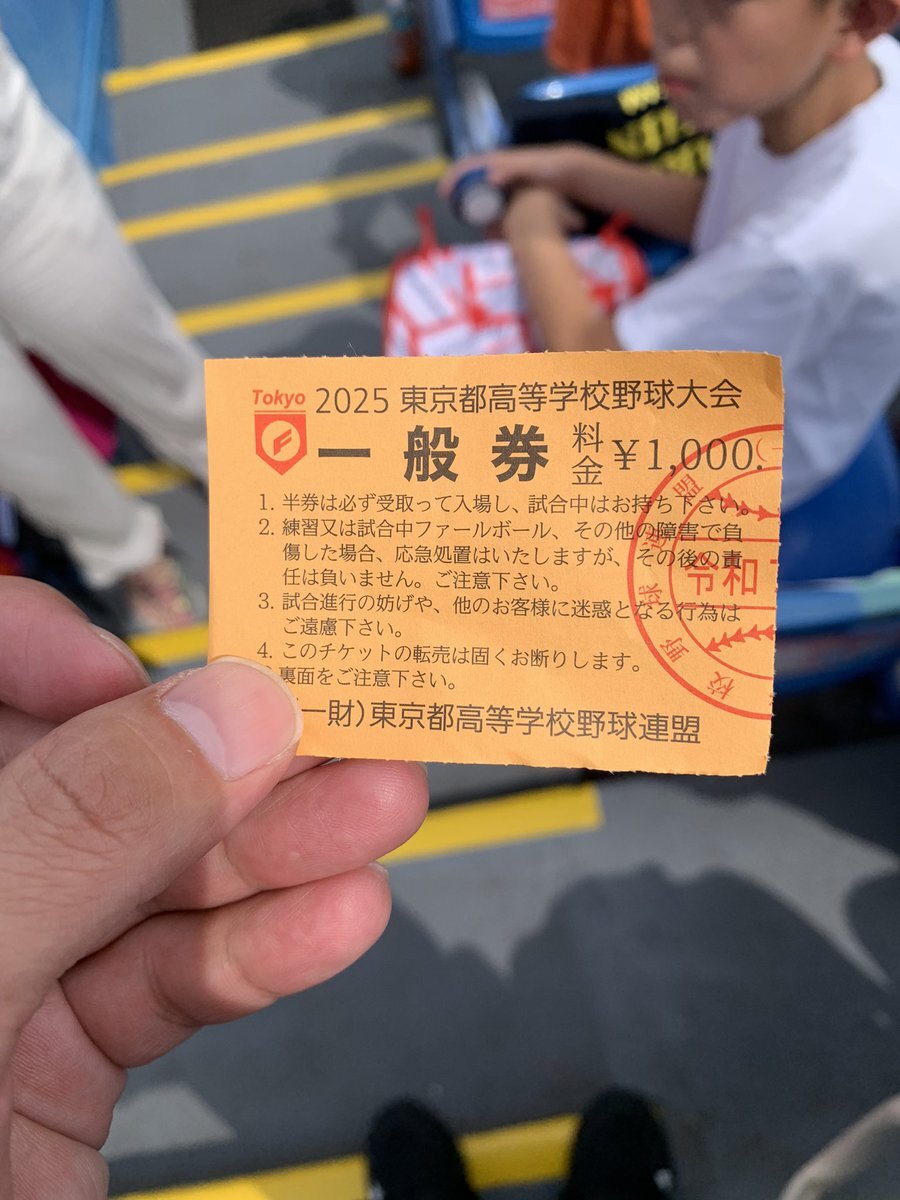 Tokyo
2025 東京都高等学校野球大会
一般券 料金 ¥1,000.
1. 半券は必ず受取って入場し、試合中はお持ち下さい。
2. 練習又は試合中ファールボール、その他の障害で負
傷した場合、応急処置はいたしますが、その後の責
任は負いません。ご注意下さい。
3. 試合進行の妨げや、他のお客様に迷惑となる行為は
ご遠慮下さい。
4. このチケットの転売は固くお断りします。
裏面をご注意下さい。
一財)東京都高等学校野球連盟
校野球連盟
令和